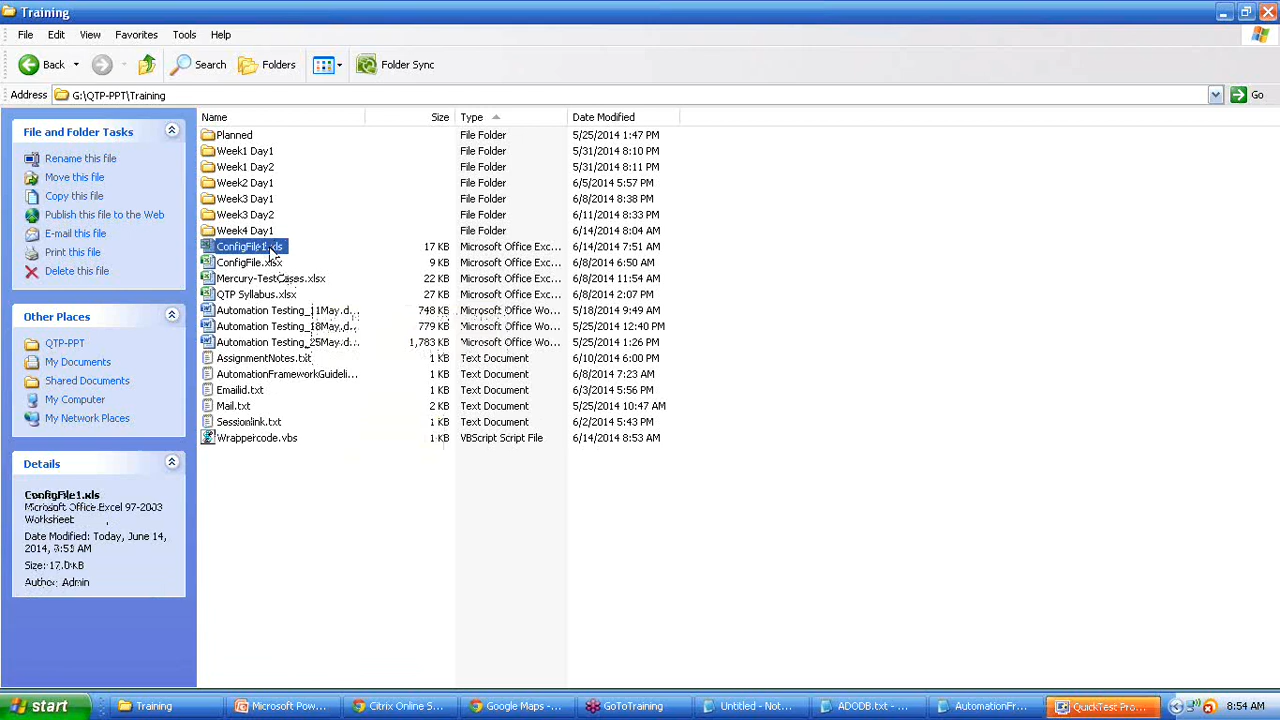 Training
File Edit View Favorites Tools Help
Back Search Folders Folder Sync
Address G:\QTP-PPT\Training Go
Name Size Type Date Modified
File and Folder Tasks
Rename this file
Move this file
Copy this file
Publish this file to the Web
E-mail this file
Print this file
Delete this file
Other Places
QTP-PPT
My Documents
Shared Documents
My Computer
My Network Places
Details
ConfigFile1.xls
Microsoft Office Excel 97-2003
Worksheet
Date Modified: Today, June 14,
2014, 8:51 AM
Size: 17.0 KB
Author: Admin
Planned File Folder 5/25/2014 1:47 PM
Week1 Day1 File Folder 5/31/2014 8:10 PM
Week1 Day2 File Folder 5/31/2014 8:11 PM
Week2 Day1 File Folder 6/5/2014 5:57 PM
Week3 Day1 File Folder 6/8/2014 8:38 PM
Week3 Day2 File Folder 6/11/2014 8:33 PM
Week4 Day1 File Folder 6/14/2014 8:04 AM
ConfigFile1.xls 17 KB Microsoft Office Exc... 6/14/2014 7:51 AM
ConfigFile.xlsx 9 KB Microsoft Office Exc... 6/8/2014 6:50 AM
Mercury-TestCases.xlsx 22 KB Microsoft Office Exc... 6/8/2014 11:54 AM
QTP Syllabus.xlsx 27 KB Microsoft Office Exc... 6/8/2014 2:07 PM
Automation Testing_11May.d... 748 KB Microsoft Office Wo... 5/18/2014 9:49 AM
Automation Testing_18May.d... 779 KB Microsoft Office Wo... 5/25/2014 12:40 PM
Automation Testing_25May.d... 1,783 KB Microsoft Office Wo... 5/25/2014 1:26 PM
AssignmentNotes.txt 1 KB Text Document 6/10/2014 6:00 PM
AutomationFrameworkGuideli... 1 KB Text Document 6/8/2014 7:23 AM
Emailid.txt 1 KB Text Document 6/3/2014 5:56 PM
Mail.txt 2 KB Text Document 5/25/2014 10:47 AM
Sessionlink.txt 1 KB Text Document 6/2/2014 5:43 PM
Wrappercode.vbs 1 KB VBScript Script File 6/14/2014 8:53 AM
start Training Microsoft Pow... Citrix Online S... Google Maps -... GoToTraining Untitled - Not... ADODB.txt - ... AutomationFr... QuickTest Pro... 8:54 AM